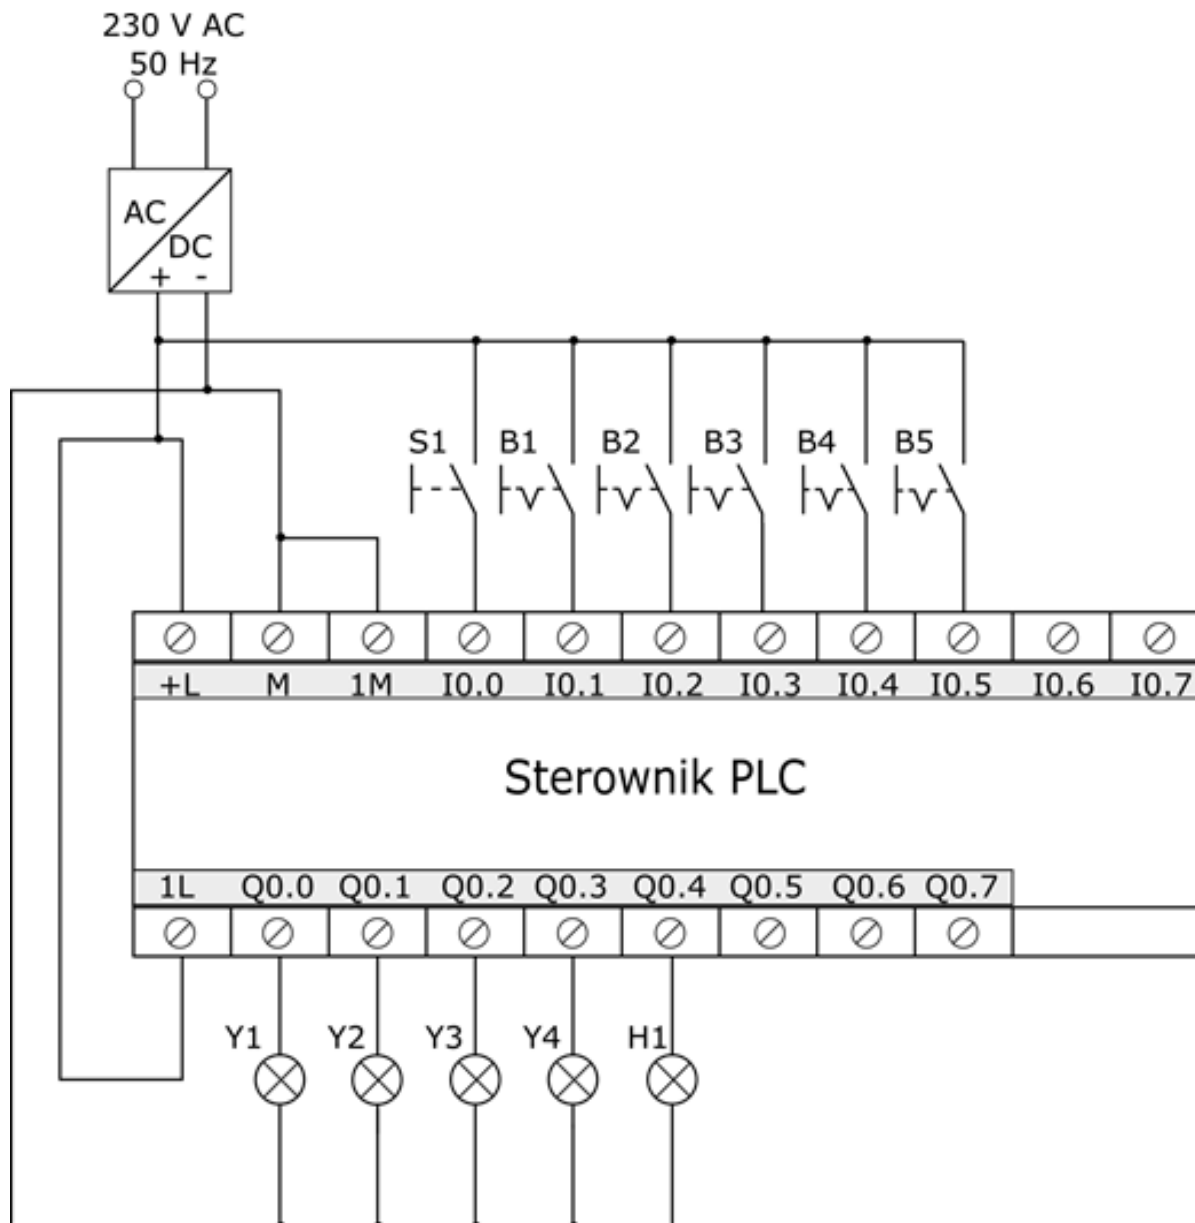 230 V AC
50 Hz
AC
DC
+ -
S1 B1 B2 B3 B4 B5
+L M 1M I0.0 I0.1 I0.2 I0.3 I0.4 I0.5 I0.6 I0.7
Sterownik PLC
1L Q0.0 Q0.1 Q0.2 Q0.3 Q0.4 Q0.5 Q0.6 Q0.7
Y1 Y2 Y3 Y4 H1